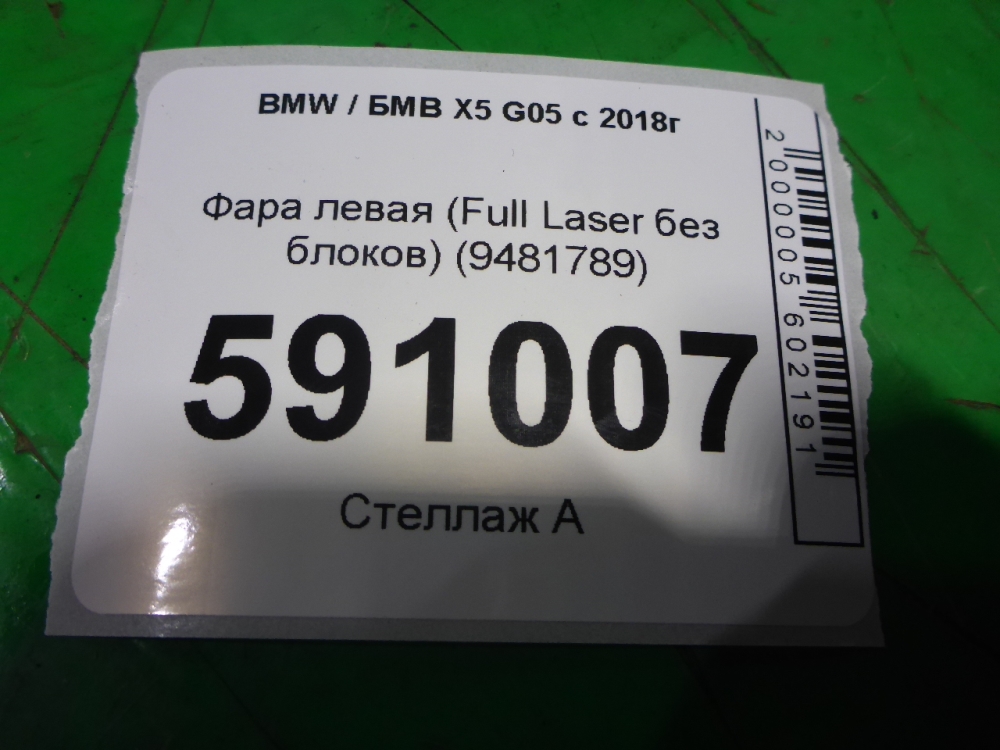 BMW / БМВ X5 G05 с 2018г
Фара левая (Full Laser без
блоков) (9481789)
591007
Стеллаж А
2000005602191